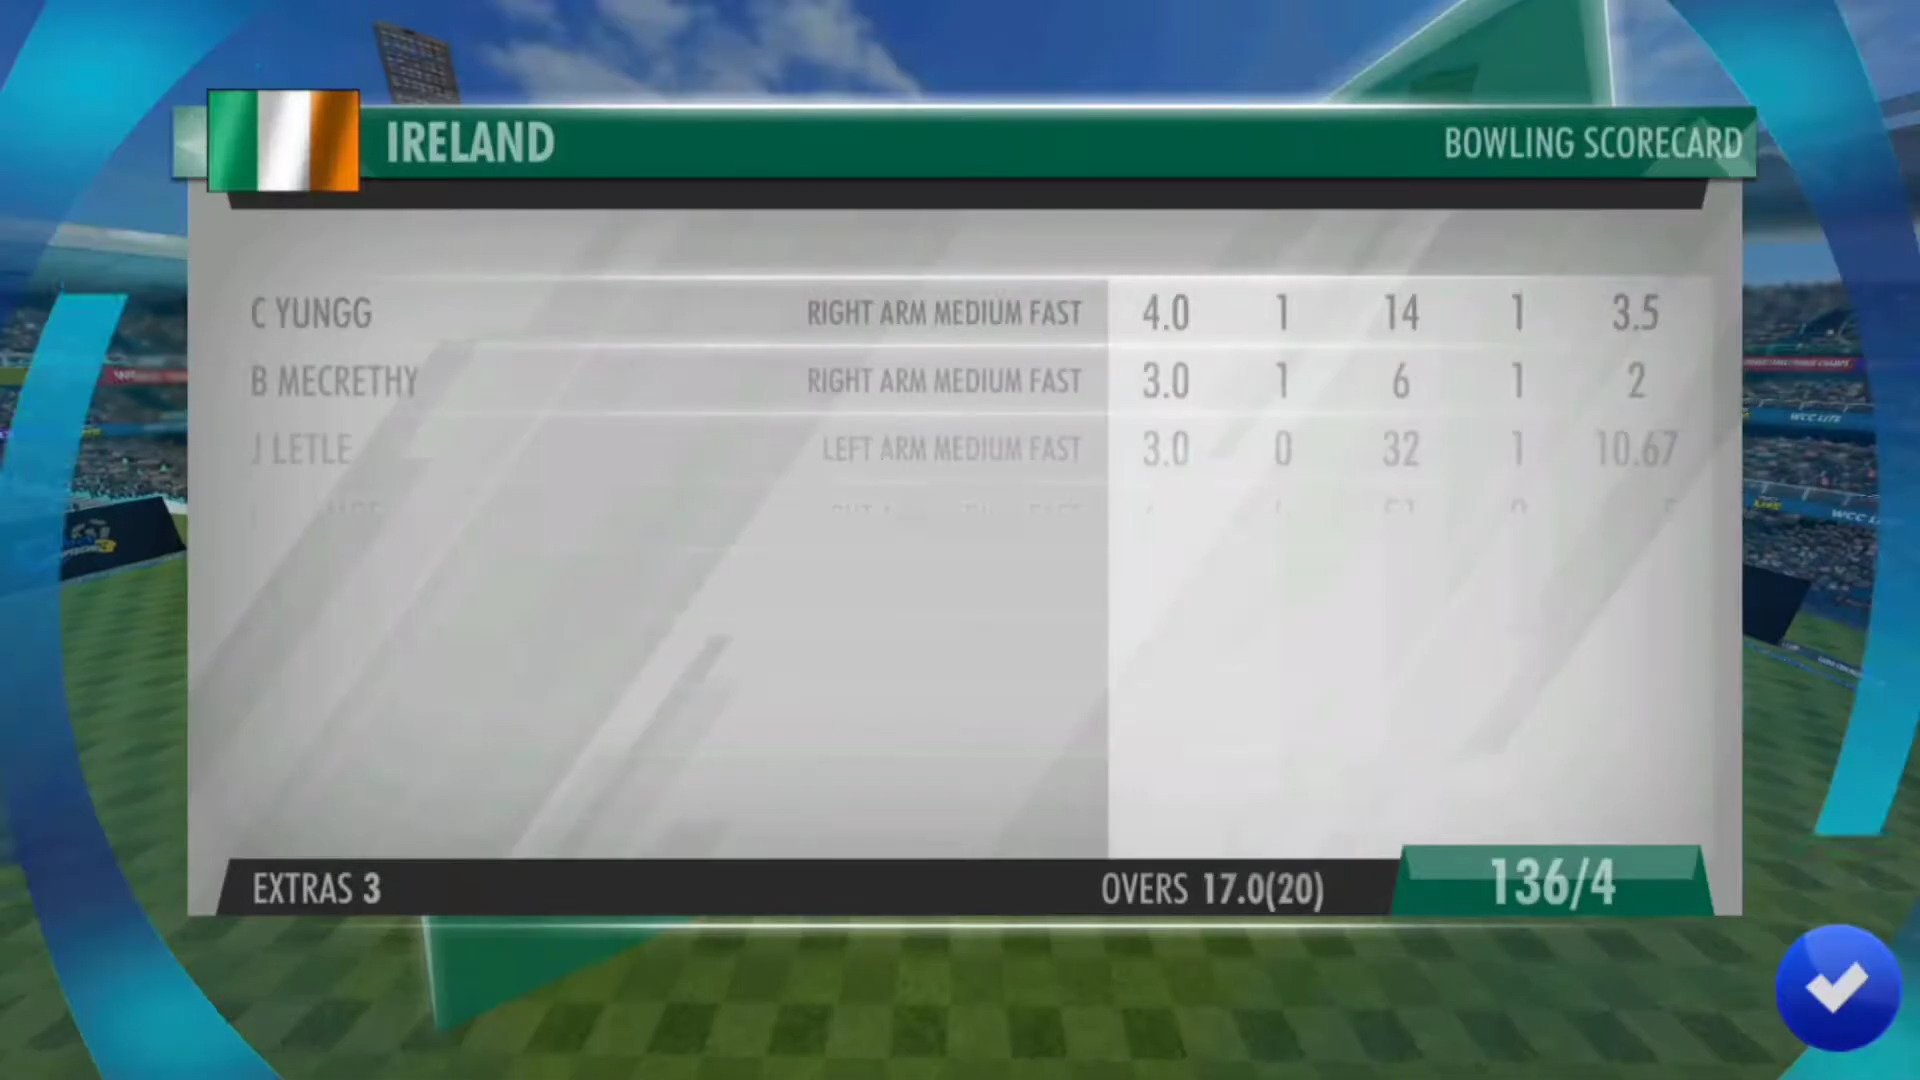 IRELAND
BOWLING SCORECARD
C YUNGG RIGHT ARM MEDIUM FAST 4.0 1 14 1 3.5
B MECRETHY RIGHT ARM MEDIUM FAST 3.0 1 6 1 2
J LETLE LEFT ARM MEDIUM FAST 3.0 0 32 1 10.67
EXTRAS 3 OVERS 17.0(20) 136/4
WCC LITE